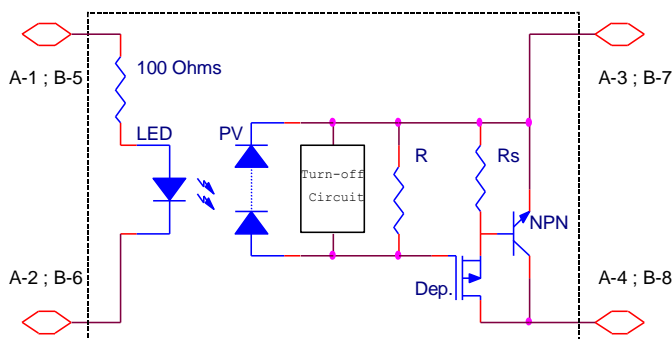 100 Ohms
A-1 ; B-5
A-3 ; B-7
LED
PV
R
Rs
Turn-off
Circuit
NPN
A-2 ; B-6
Dep.
A-4 ; B-8